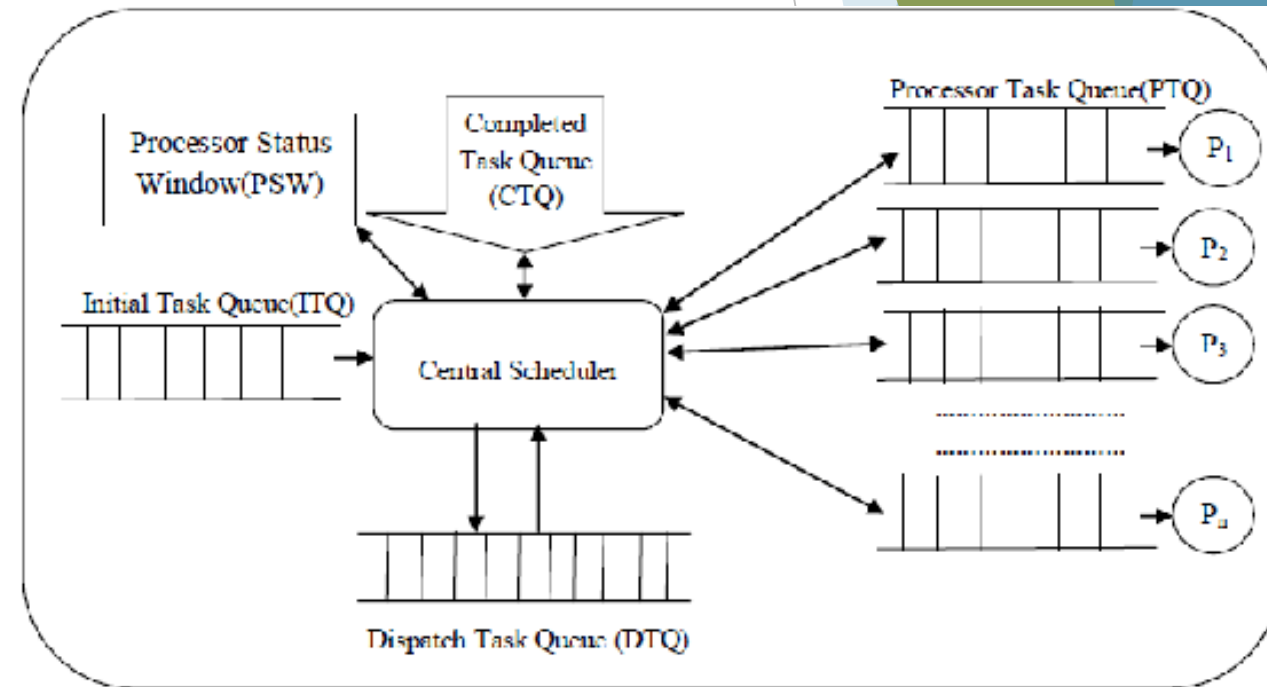 Processor Task Queue(PTQ)
Completed
Task Queue
(CTQ)
Processor Status
Window(PSW)
P1
P2
Initial Task Queue(ITQ)
P3
Central Scheduler
Pn
Dispatch Task Queue (DTQ)